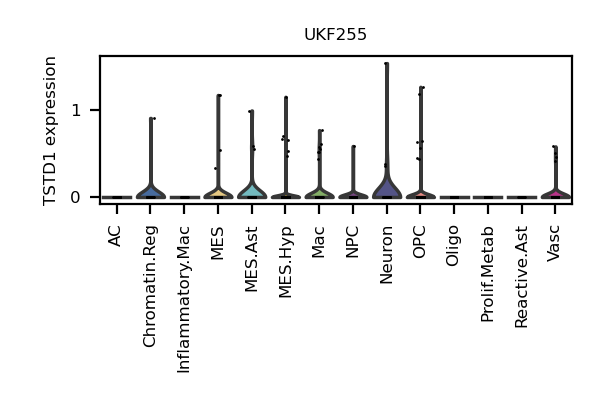 UKF255
TSTD1 expression
1
0
AC
Chromatin.Reg
Inflammatory.Mac
MES
MES.Ast
MES.Hyp
Mac
NPC
Neuron
OPC
Oligo
Prolif.Metab
Reactive.Ast
Vasc